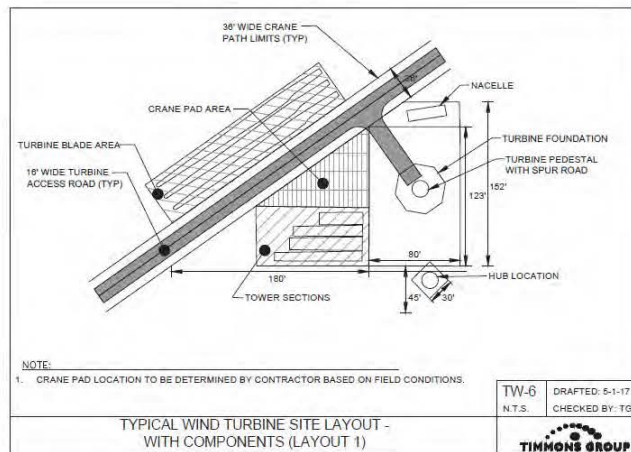 36' WIDE CRANE
PATH LIMITS (TYP)
CRANE PAD AREA
TURBINE BLADE AREA
16' WIDE TURBINE
ACCESS ROAD (TYP)
NACELLE
TURBINE FOUNDATION
TURBINE PEDESTAL
WITH SPUR ROAD
123'
152'
80'
180'
HUB LOCATION
45'
30'
TOWER SECTIONS
NOTE:
1. CRANE PAD LOCATION TO BE DETERMINED BY CONTRACTOR BASED ON FIELD CONDITIONS.
TW-6
DRAFTED: 5-1-17
N.T.S.
CHECKED BY: TG
TYPICAL WIND TURBINE SITE LAYOUT -
WITH COMPONENTS (LAYOUT 1)
TIMMONS GROUP